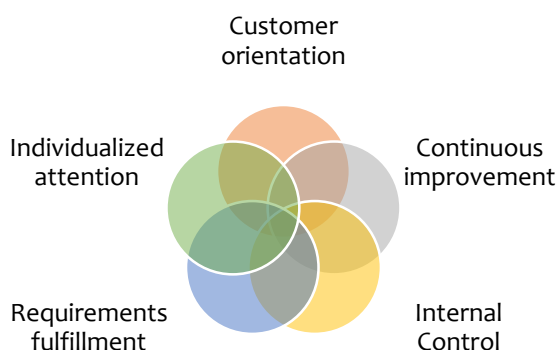 Customer
orientation
Individualized
attention
Continuous
improvement
Requirements
fulfillment
Internal
Control